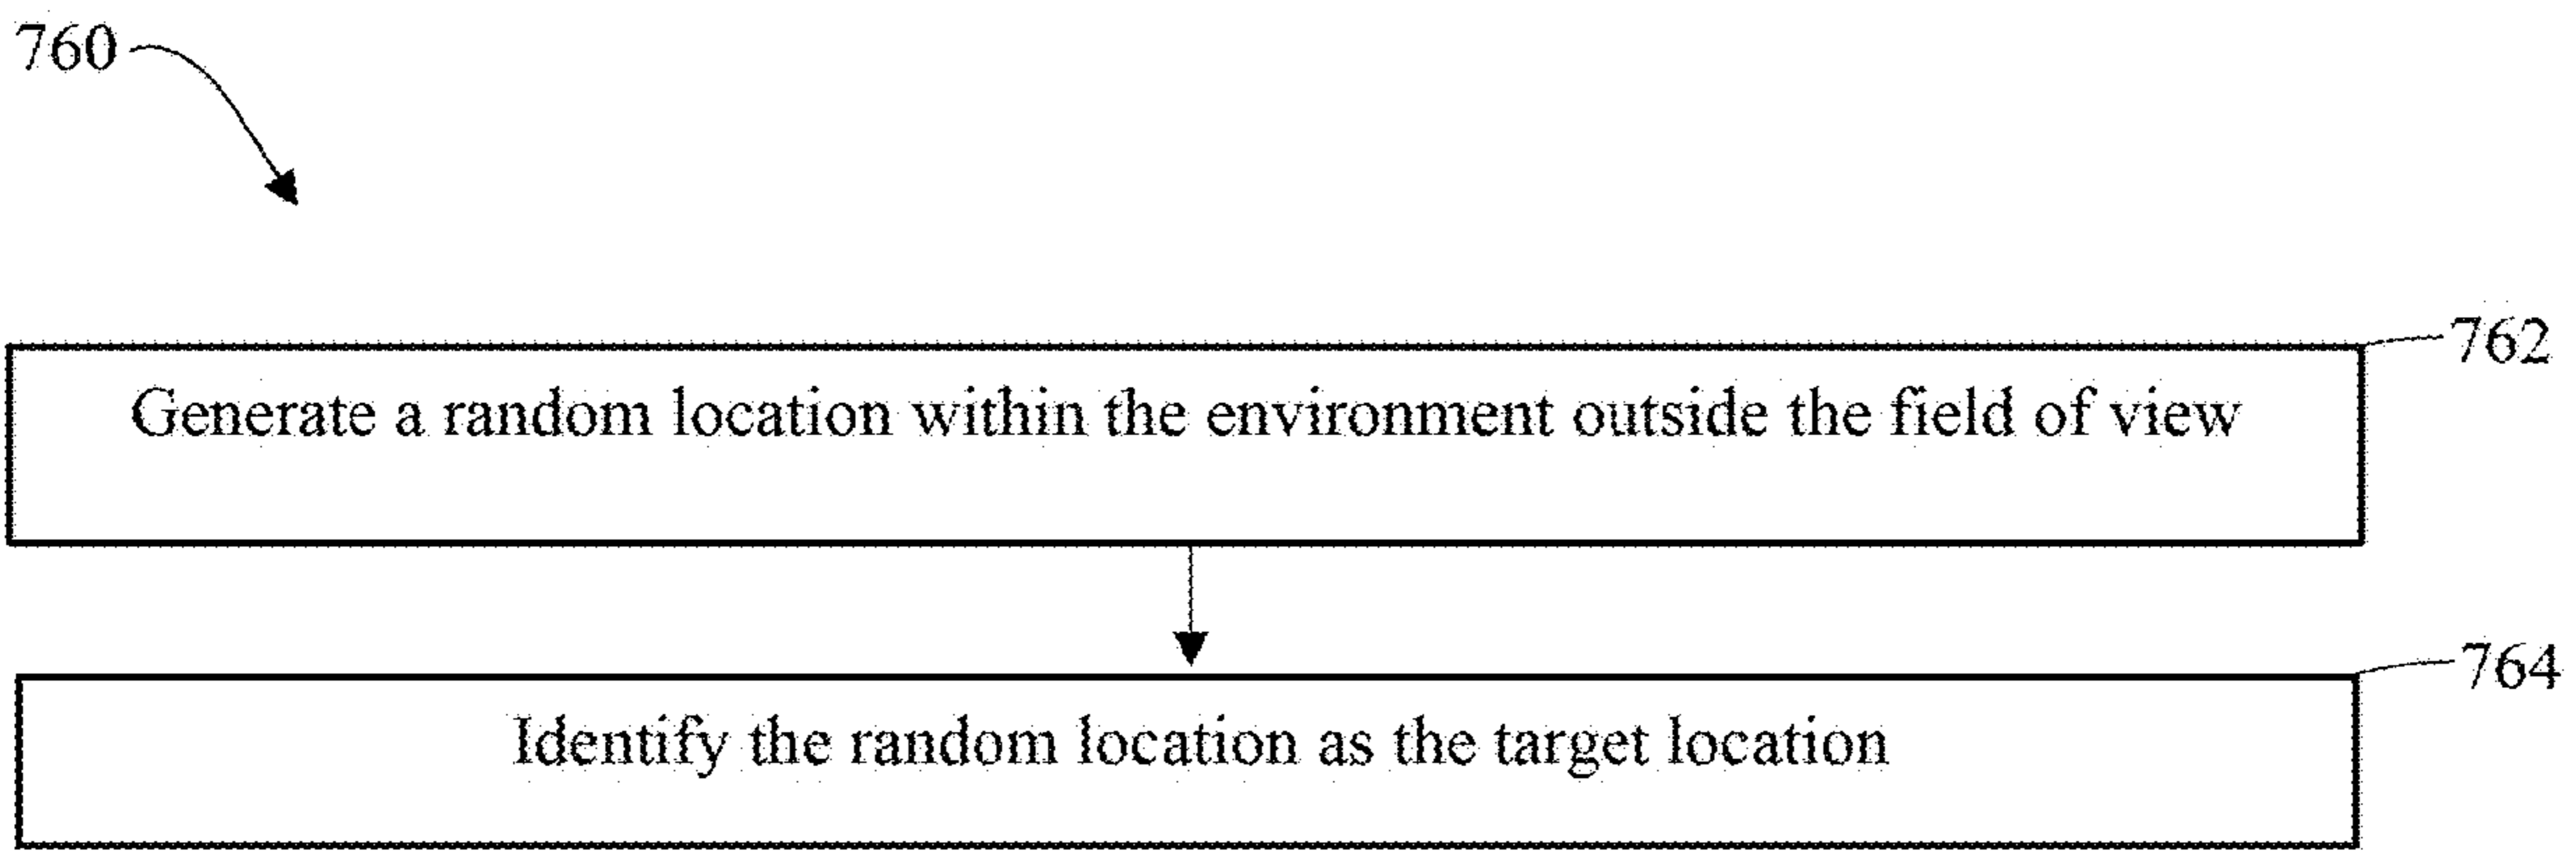 760
762
Generate a random location within the environment outside the field of view
764
Identify the random location as the target location